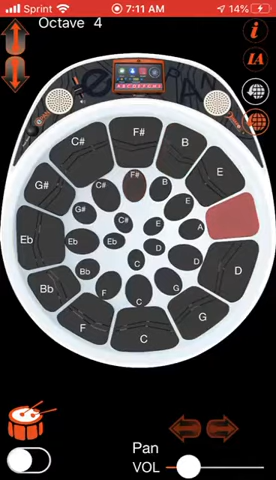 Sprint 7:11 AM 14%
Octave 4
i
IA
F#
C# B
G# E
F#
C# B
G# E
C#
E A
Eb Eb Eb
D D D
Bb C
Bb F C G
F G
C
Pan
VOL